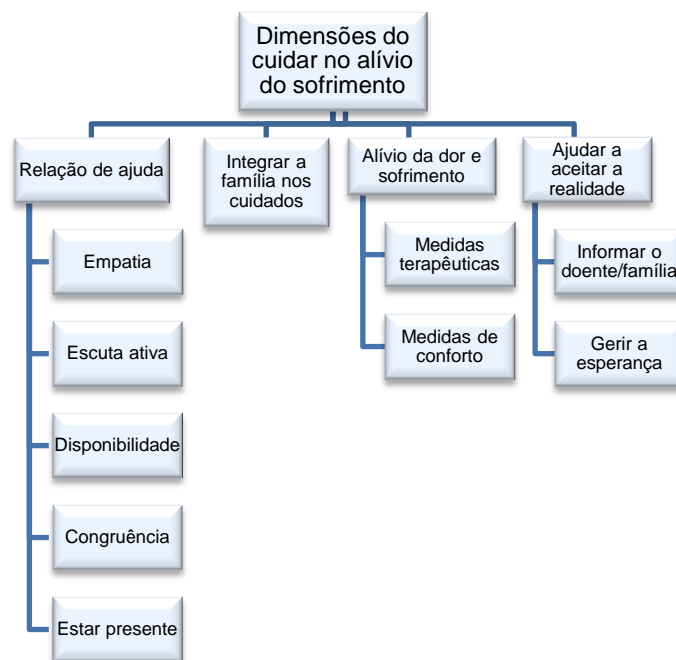 Dimensões do
cuidar no alívio
do sofrimento
Relação de ajuda
Integrar a
família nos
cuidados
Alívio da dor e
sofrimento
Ajudar a
aceitar a
realidade
Empatia
Escuta ativa
Disponibilidade
Congruência
Estar presente
Medidas
terapêuticas
Medidas de
conforto
Informar o
doente/família
Gerir a
esperança